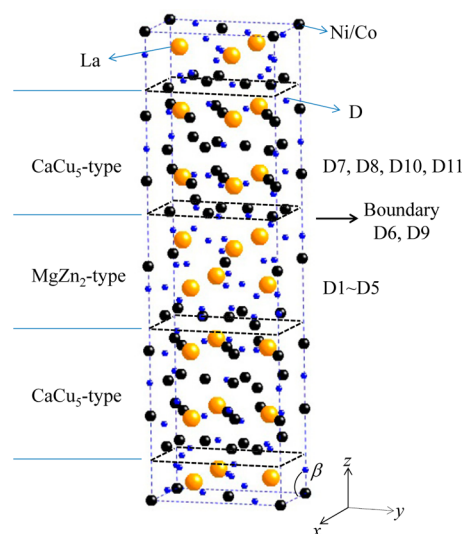 Ni/Co
La
D
CaCu₅-type
D7, D8, D10, D11
Boundary
D6, D9
MgZn₂-type
D1~D5
CaCu₅-type
β
z
y
x